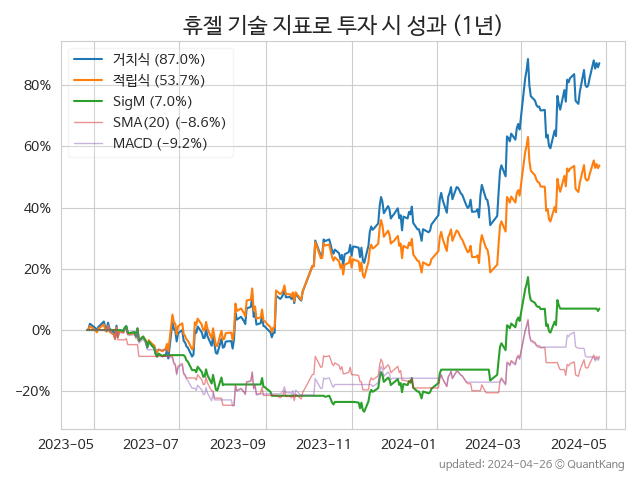 휴젤 기술 지표로 투자 시 성과 (1년)
거치식 (87.0%)
적립식 (53.7%)
SigM (7.0%)
SMA(20) (−8.6%)
MACD (−9.2%)
80%
60%
40%
20%
0%
−20%
2023-05 2023-07 2023-09 2023-11 2024-01 2024-03 2024-05
updated: 2024-04-26 © QuantKang